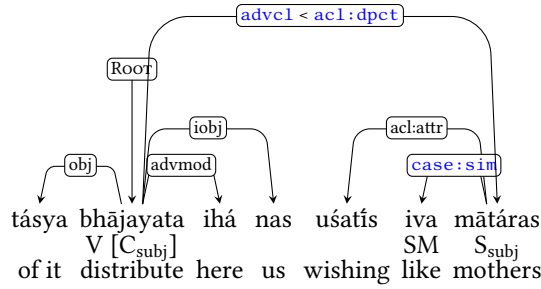 advcl < acl:dpct
Root
iobj
acl:attr
obj
advmod
case:sim
tásya bhājayata ihá nas uśatī́s iva mātáras
V [Csubj] SM Ssubj
of it distribute here us wishing like mothers